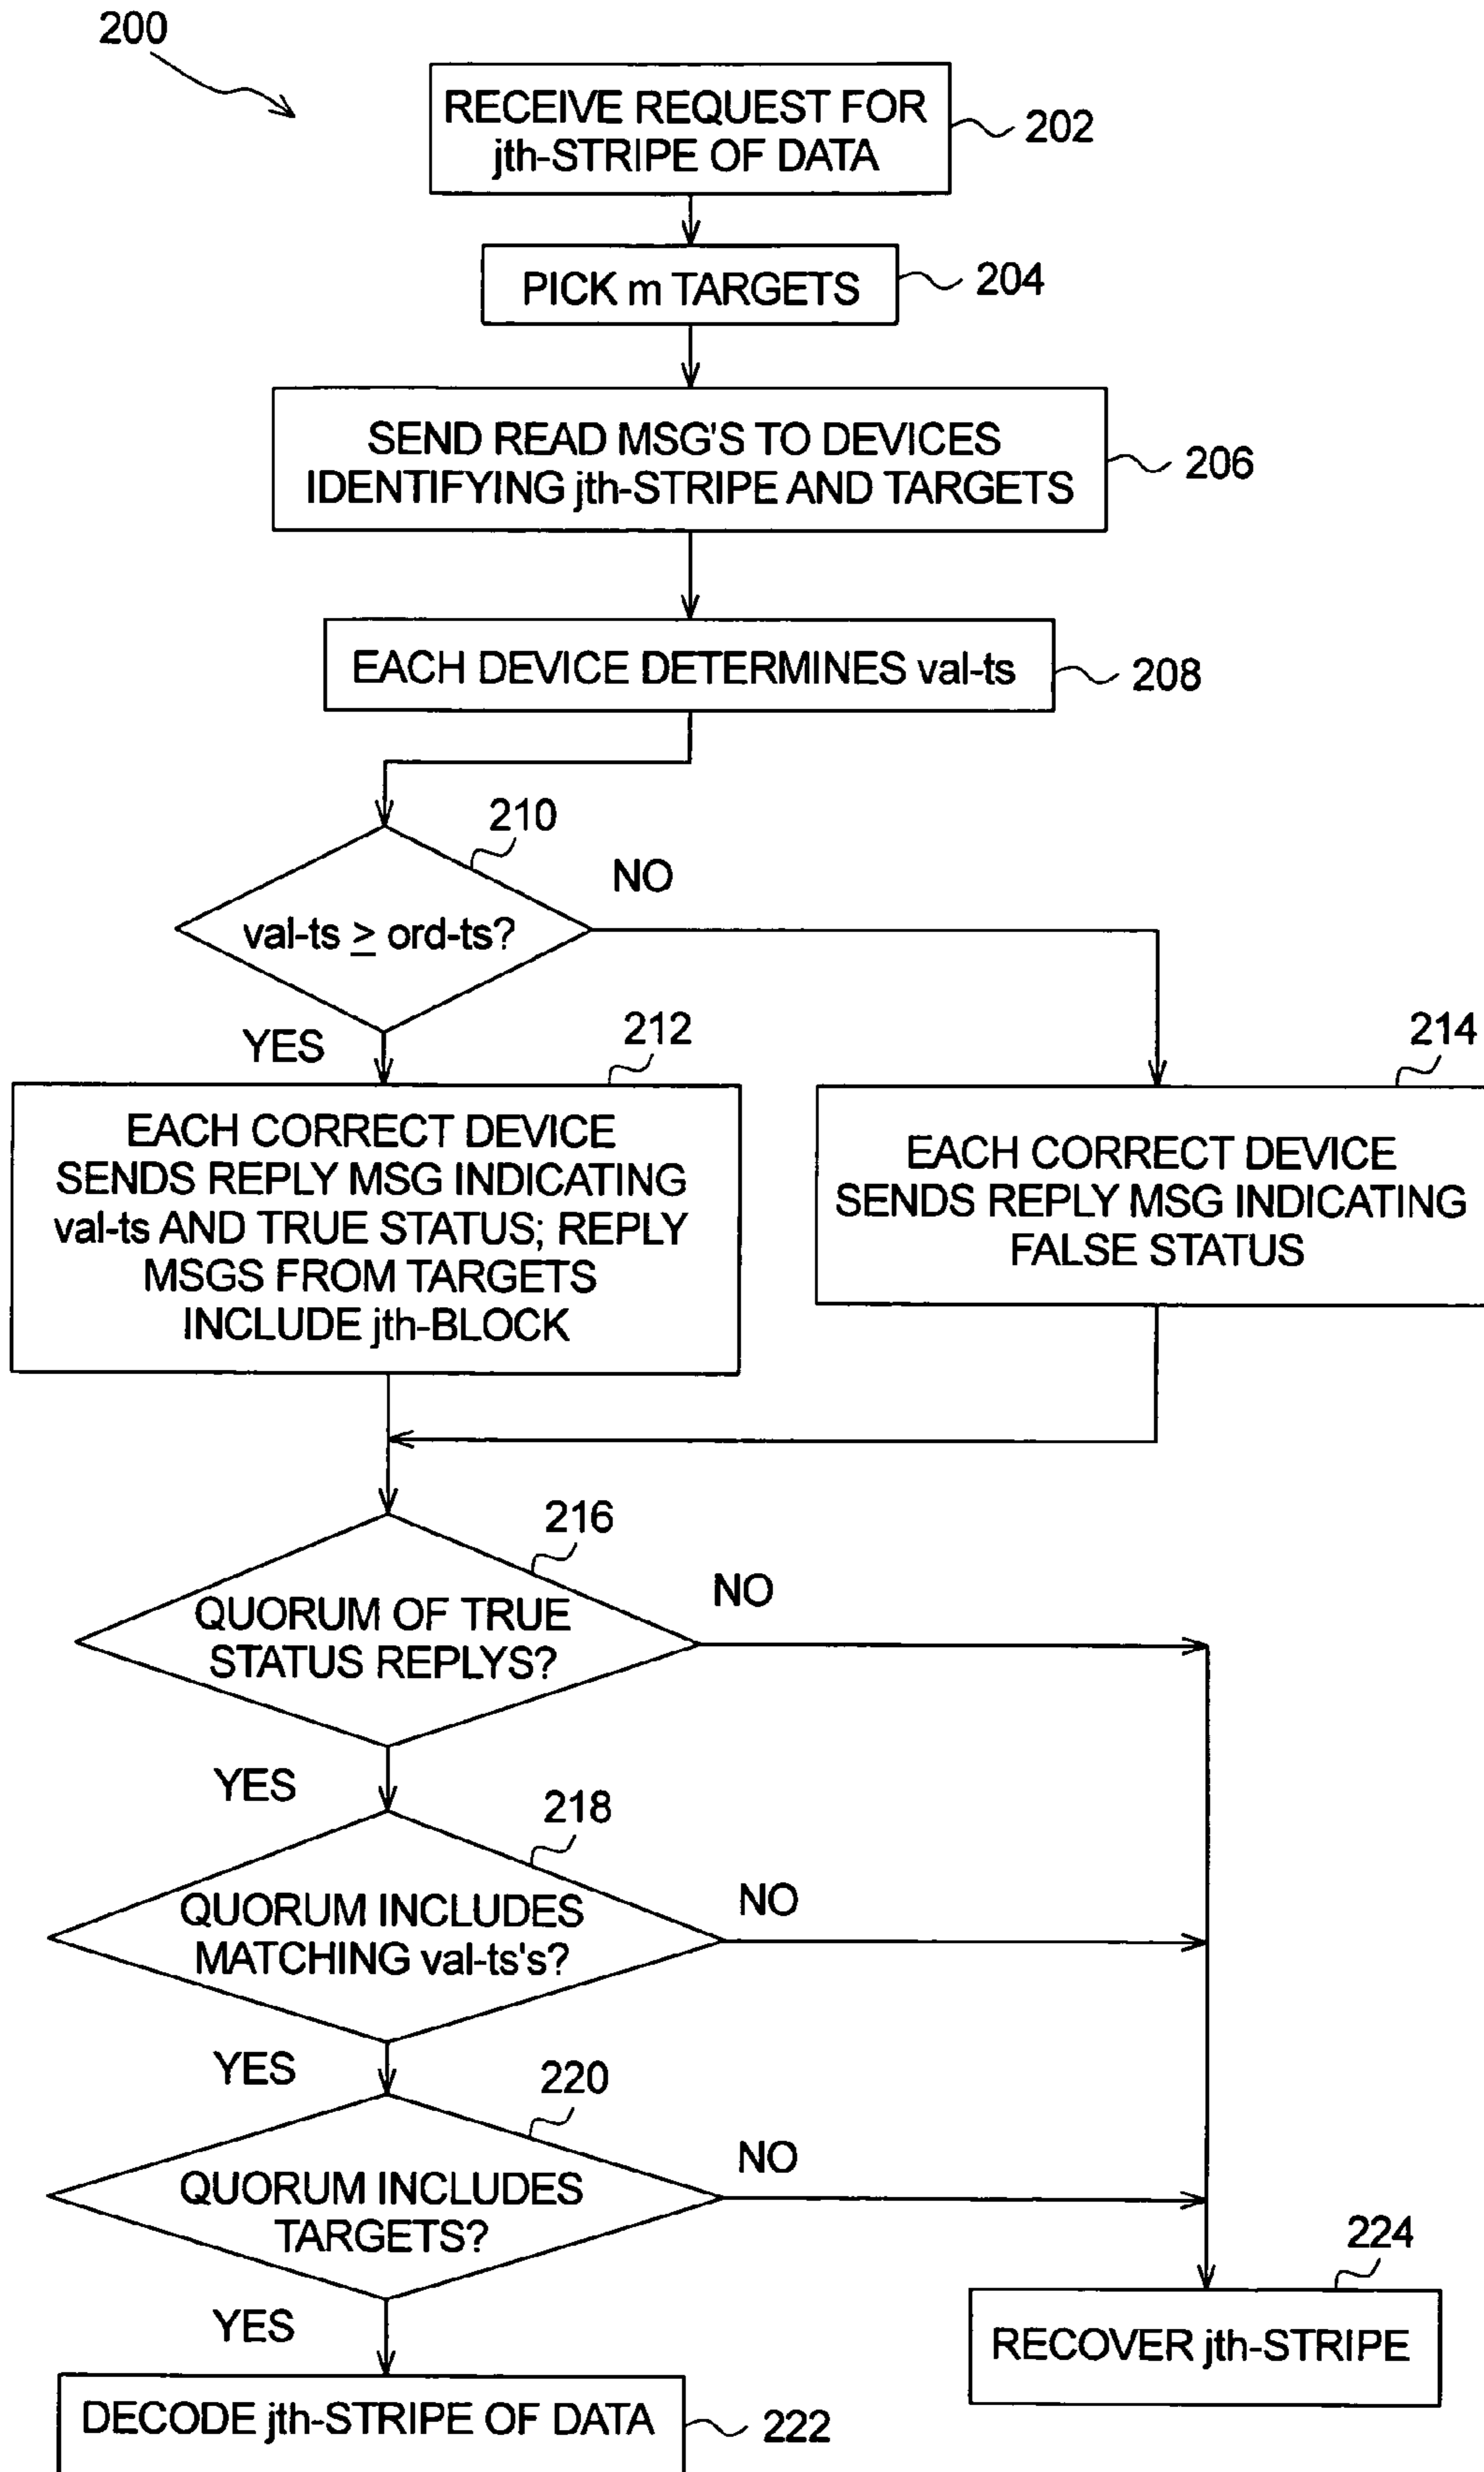 200
RECEIVE REQUEST FOR
jth-STRIPE OF DATA
202
PICK m TARGETS
204
SEND READ MSG'S TO DEVICES
IDENTIFYING jth-STRIPE AND TARGETS
206
EACH DEVICE DETERMINES val-ts
208
210
val-ts ≥ ord-ts?
NO
YES
212
EACH CORRECT DEVICE
SENDS REPLY MSG INDICATING
val-ts AND TRUE STATUS; REPLY
MSGS FROM TARGETS
INCLUDE jth-BLOCK
214
EACH CORRECT DEVICE
SENDS REPLY MSG INDICATING
FALSE STATUS
216
QUORUM OF TRUE
STATUS REPLYS?
NO
YES
218
QUORUM INCLUDES
MATCHING val-ts's?
NO
YES
220
QUORUM INCLUDES
TARGETS?
NO
YES
224
RECOVER jth-STRIPE
DECODE jth-STRIPE OF DATA
222